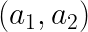 (a₁, a₂)